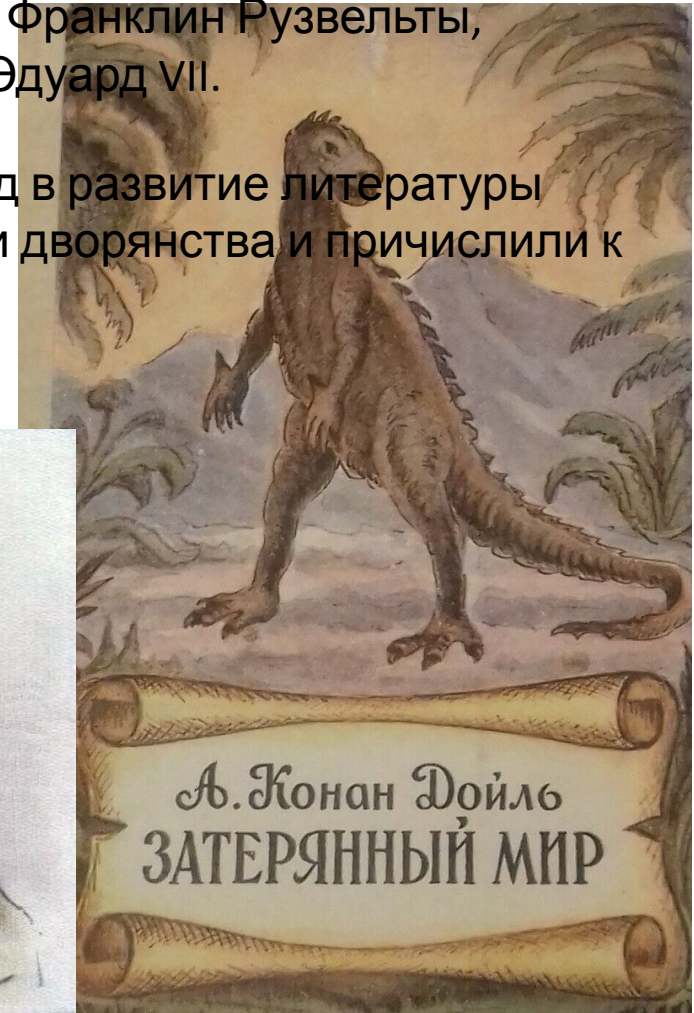 Франклин Рузвельты,
Эдуард VII.
в развитие литературы
дворянства и причислили к
А. Конан Дойль
ЗАТЕРЯННЫЙ МИР